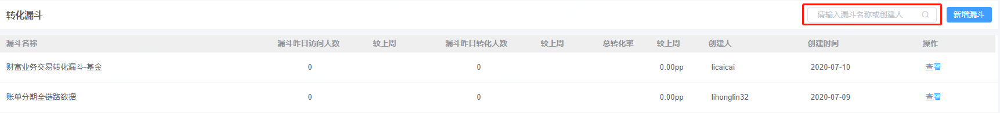 转化漏斗 请输入漏斗名称或创建人 新增漏斗
漏斗名称 漏斗昨日访问人数 较上周 漏斗昨日转化人数 较上周 总转化率 较上周 创建人 创建时间 操作
财富业务交易转化漏斗-基金 0 0 0.00pp licaicai 2020-07-10 查看
账单分期全链路数据 0 0 0.00pp lihonglin32 2020-07-09 查看